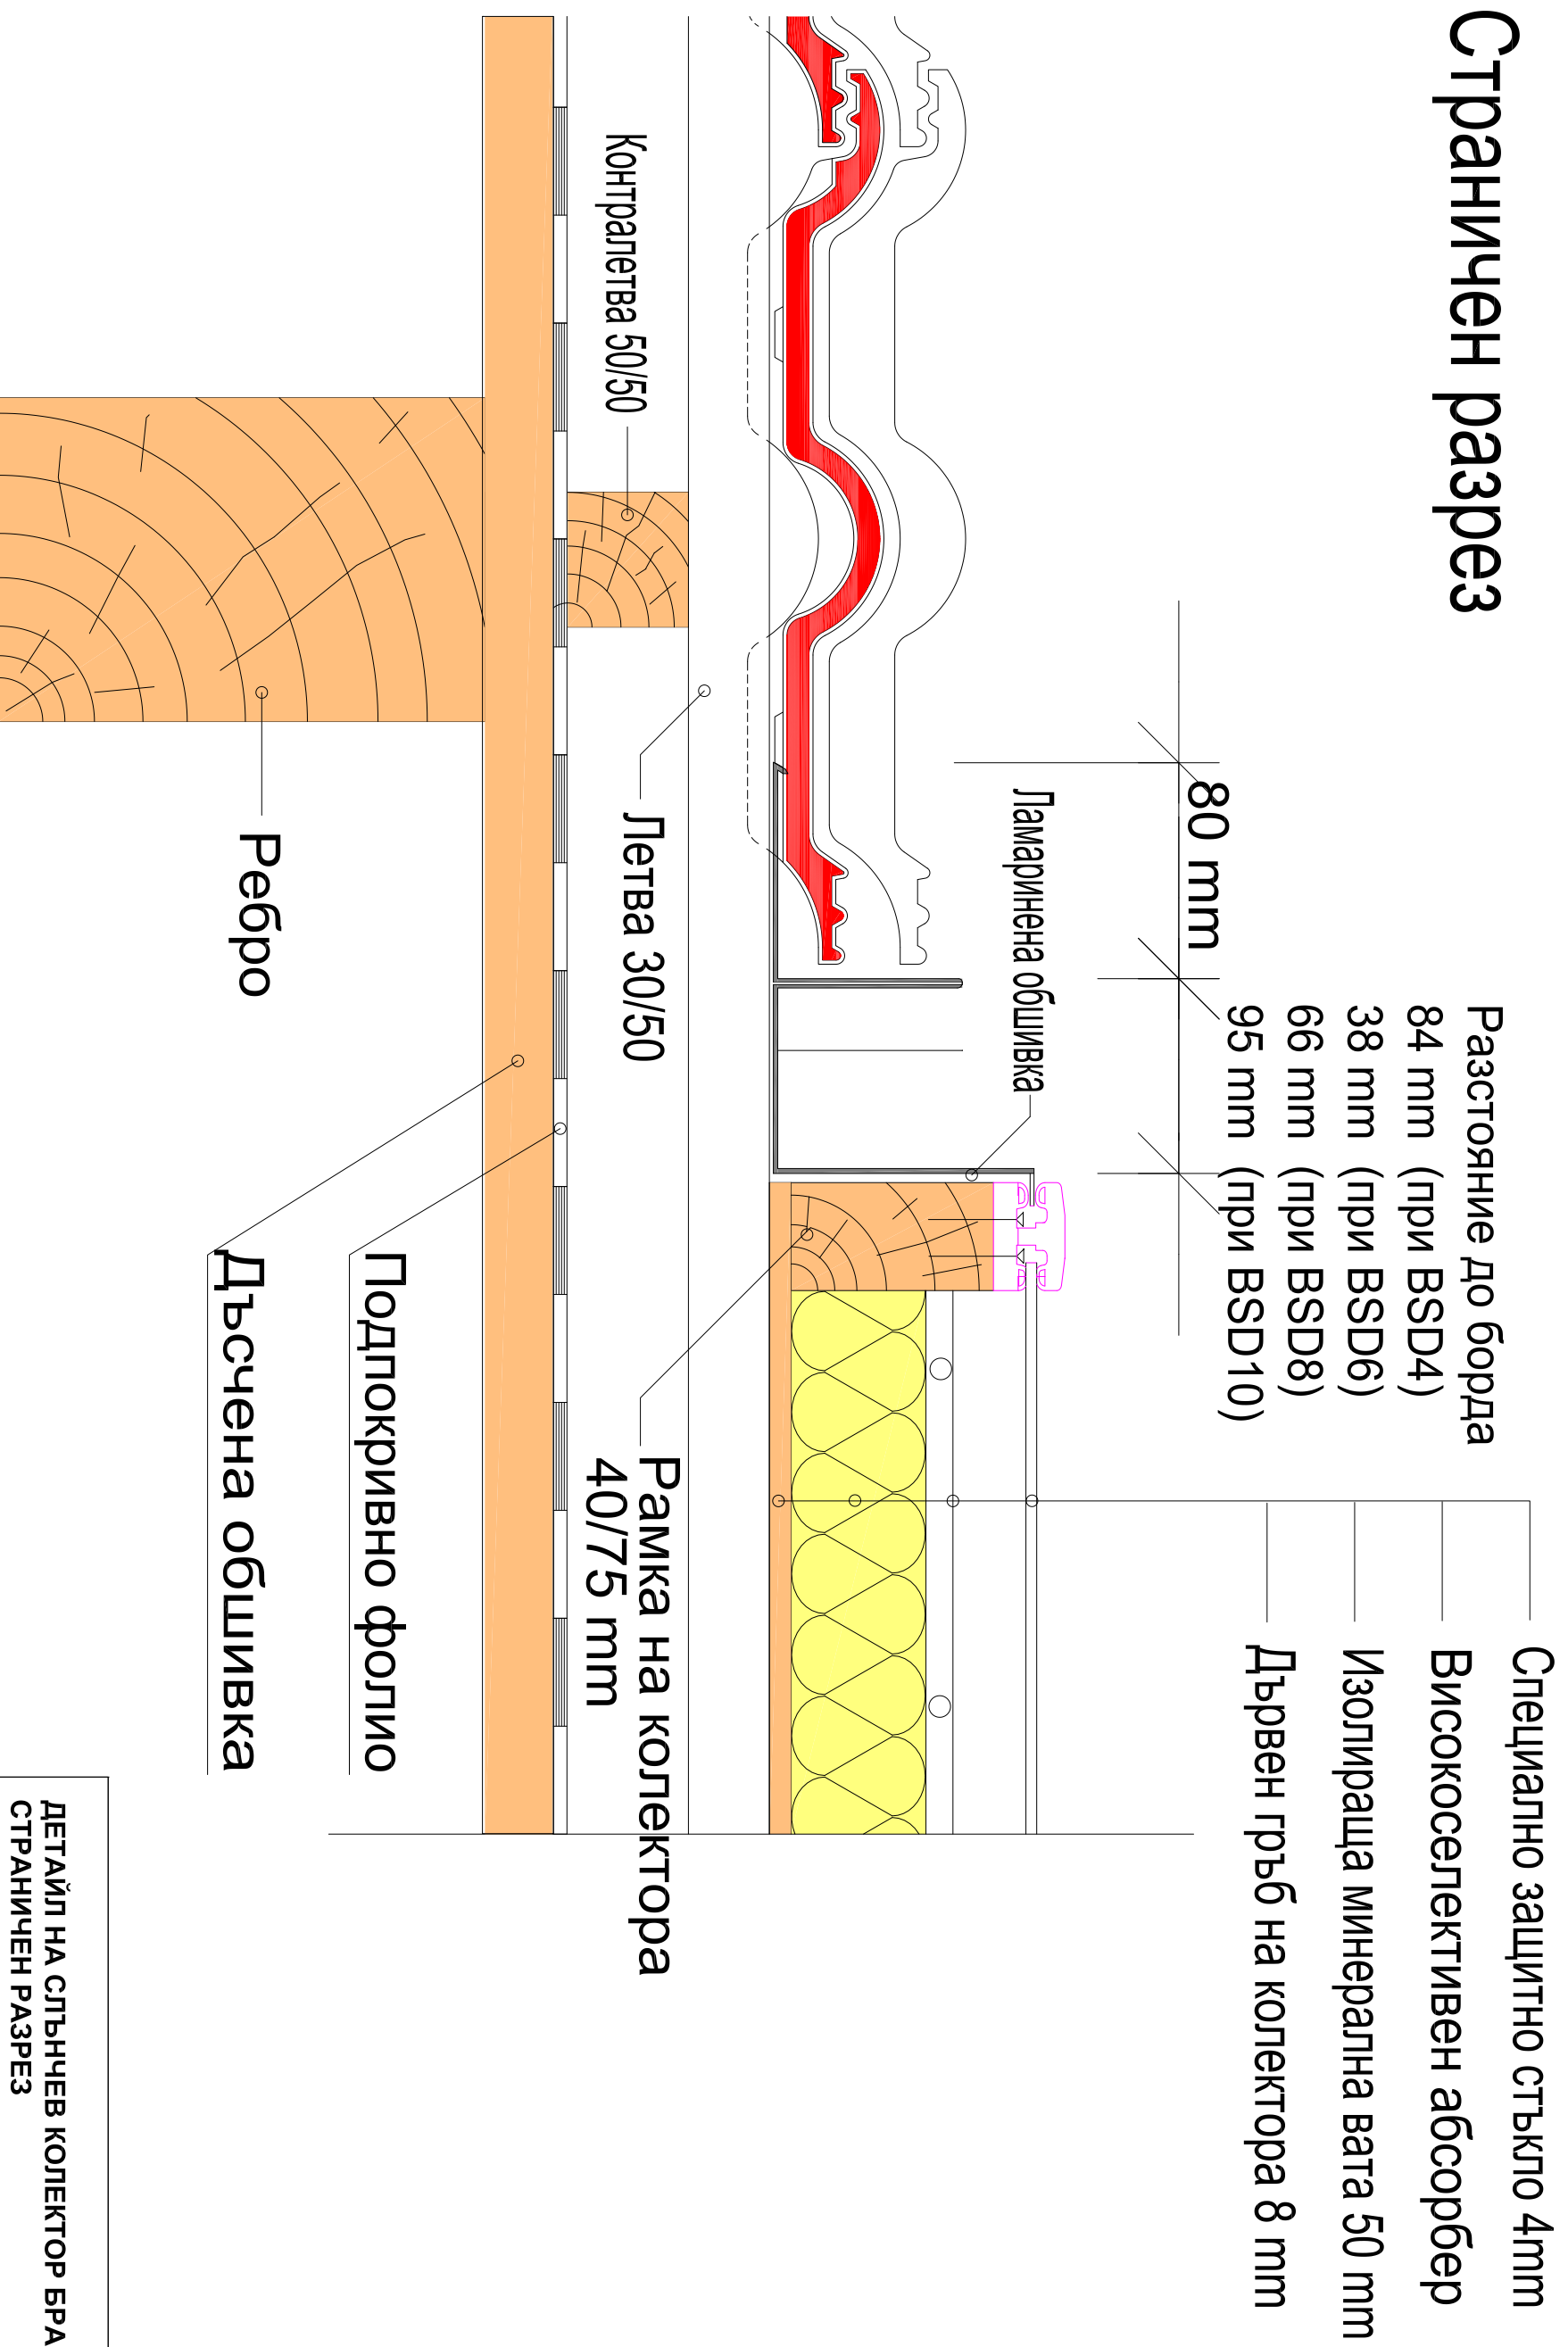 Страничен разрез
Специално защитно стъкло 4mm
Високоселективен абсорбер
Изолираща минерална вата 50 mm
Дървен гръб на колектора 8 mm
Разстояние до борда
84 mm (при BSD4)
38 mm (при BSD6)
66 mm (при BSD8)
95 mm (при BSD10)
80 mm
Ламаринена обшивка
Контралетва 50/50
Летва 30/50
Рамка на колектора
40/75 mm
Ребро
Подпокривно фолио
Дъсчена обшивка
ДЕТАЙЛ НА СЛЪНЧЕВ КОЛЕКТОР БРА
СТРАНИЧЕН РАЗРЕЗ